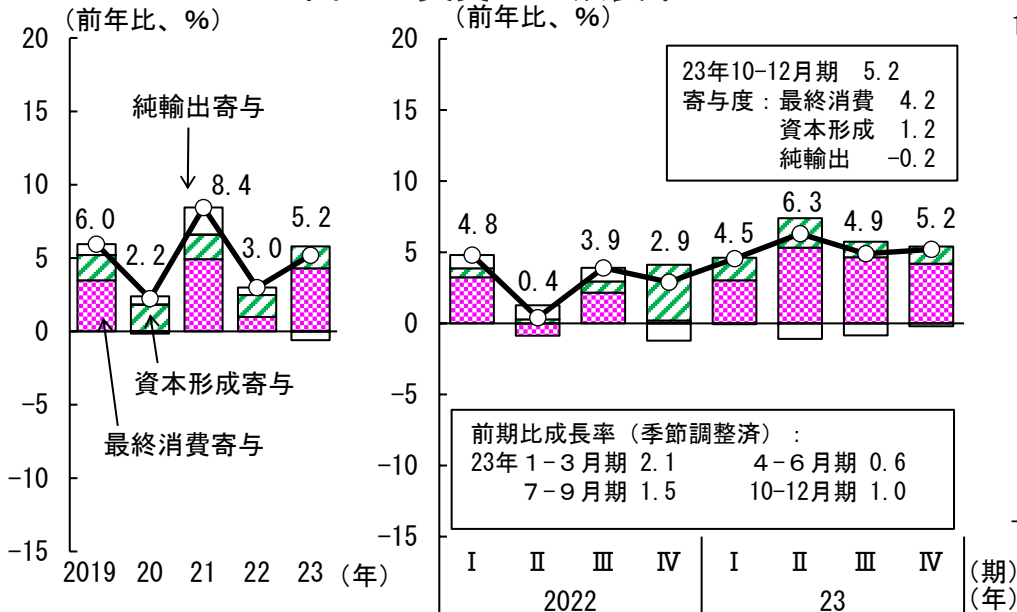 （前年比、%）
20
15
10
5
0
−5
−10
−15
純輸出寄与
6.0
2.2
8.4
3.0
5.2
資本形成寄与
最終消費寄与
2019 20 21 22 23 （年）
（前年比、%）
20
15
10
5
0
−5
−10
−15
23年10-12月期 5.2
寄与度：最終消費 4.2
資本形成 1.2
純輸出 -0.2
4.8
0.4
3.9
2.9
4.5
6.3
4.9
5.2
前期比成長率（季節調整済）：
23年１-３月期 2.1 ４-６月期 0.6
７-９月期 1.5 10-12月期 1.0
Ⅰ Ⅱ Ⅲ Ⅳ Ⅰ Ⅱ Ⅲ Ⅳ （期）
2022 23 （年）